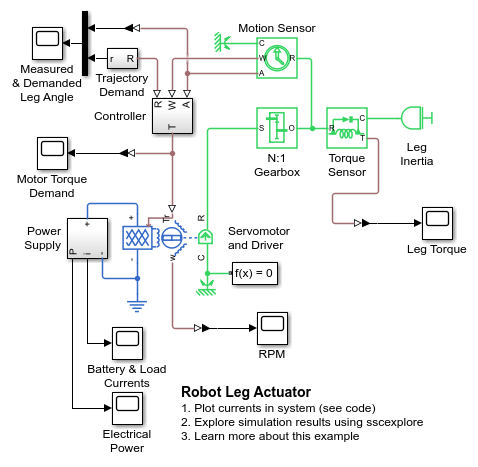 Motion Sensor
C
W
R
A
r R
Measured
& Demanded
Leg Angle
Trajectory
Demand
Controller
R
W
A
T
S
O
R
C
T
N:1
Gearbox
Torque
Sensor
Leg
Inertia
Motor Torque
Demand
Power
Supply
+
P
i
-
+
-
Tr
w
R
C
Servomotor
and Driver
f(x) = 0
Leg Torque
RPM
Battery & Load
Currents
Electrical
Power
Robot Leg Actuator
1. Plot currents in system (see code)
2. Explore simulation results using sscexplore
3. Learn more about this example